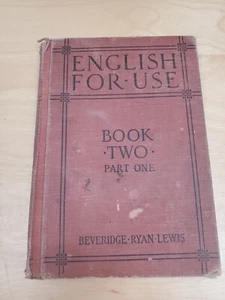 ENGLISH
FOR·USE
BOOK
·TWO·
PART ONE
BEVERIDGE·RYAN·LEWIS